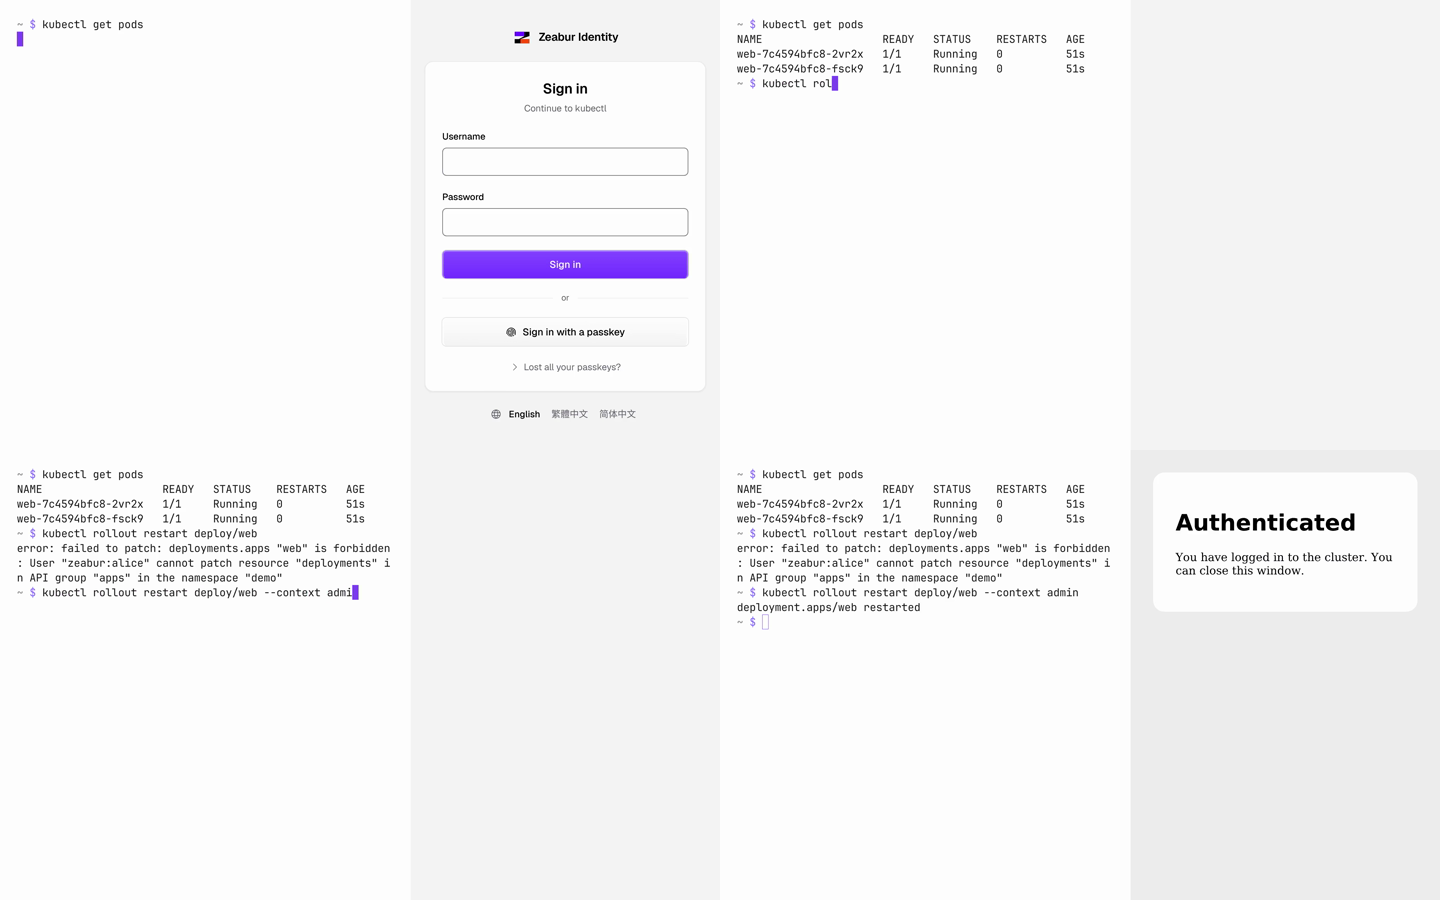 ~ $ kubectl get pods
Zeabur Identity
Sign in
Continue to kubectl
Username
Password
Sign in
or
Sign in with a passkey
Lost all your passkeys?
English 繁體中文 简体中文
~ $ kubectl get pods
NAME READY STATUS RESTARTS AGE
web-7c4594bfc8-2vr2x 1/1 Running 0 51s
web-7c4594bfc8-fsck9 1/1 Running 0 51s
~ $ kubectl rol
~ $ kubectl get pods
NAME READY STATUS RESTARTS AGE
web-7c4594bfc8-2vr2x 1/1 Running 0 51s
web-7c4594bfc8-fsck9 1/1 Running 0 51s
~ $ kubectl rollout restart deploy/web
error: failed to patch: deployments.apps "web" is forbidden
: User "zeabur:alice" cannot patch resource "deployments" i
n API group "apps" in the namespace "demo"
~ $ kubectl rollout restart deploy/web --context admi
~ $ kubectl get pods
NAME READY STATUS RESTARTS AGE
web-7c4594bfc8-2vr2x 1/1 Running 0 51s
web-7c4594bfc8-fsck9 1/1 Running 0 51s
~ $ kubectl rollout restart deploy/web
error: failed to patch: deployments.apps "web" is forbidden
: User "zeabur:alice" cannot patch resource "deployments" i
n API group "apps" in the namespace "demo"
~ $ kubectl rollout restart deploy/web --context admin
deployment.apps/web restarted
~ $
Authenticated
You have logged in to the cluster. You
can close this window.